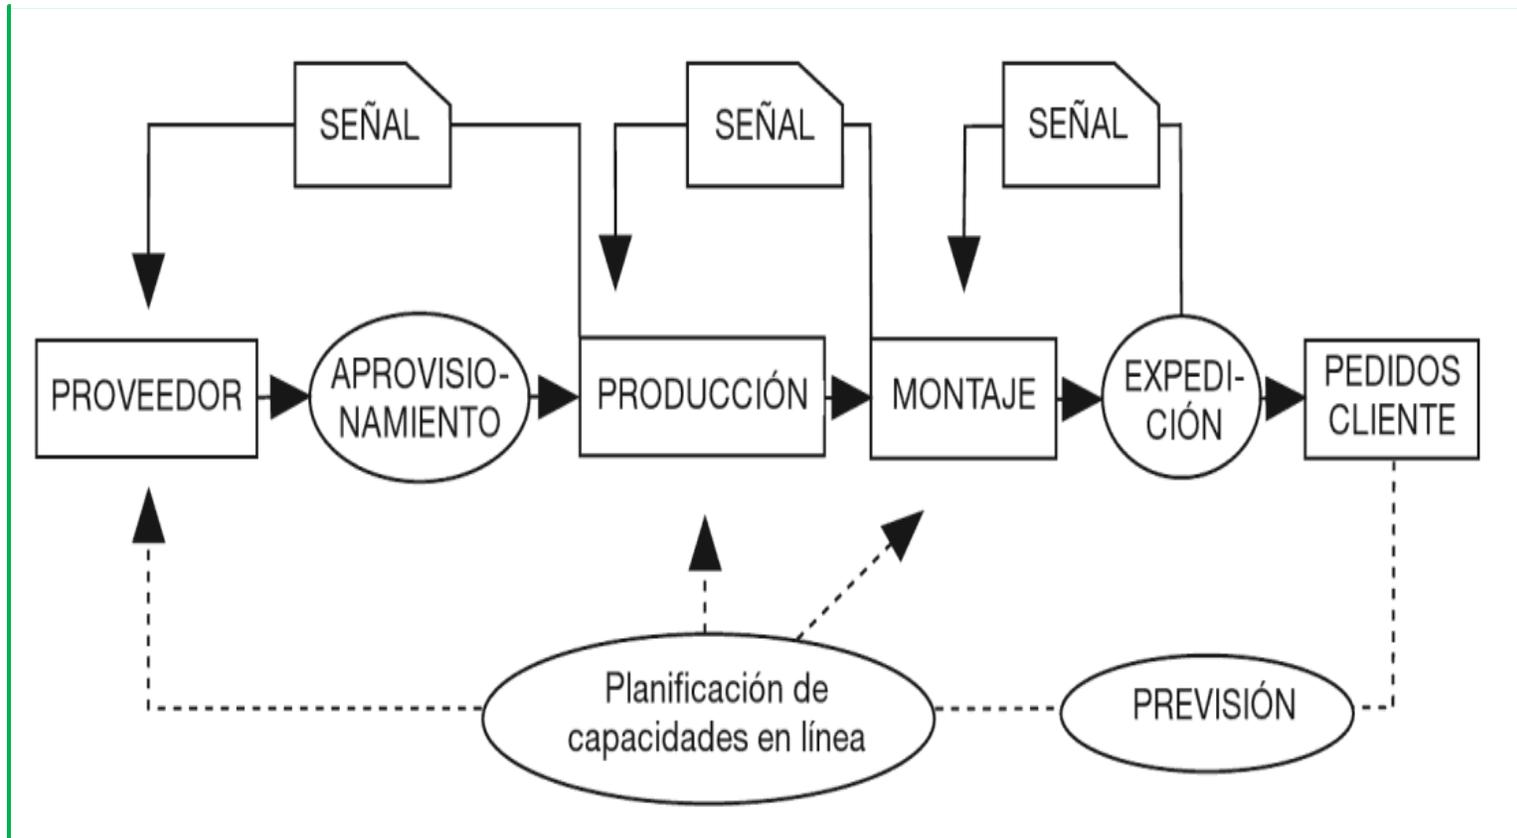 SEÑAL
SEÑAL
SEÑAL
PROVEEDOR
APROVISIO-
NAMIENTO
PRODUCCIÓN
MONTAJE
EXPEDI-
CIÓN
PEDIDOS
CLIENTE
Planificación de
capacidades en línea
PREVISIÓN